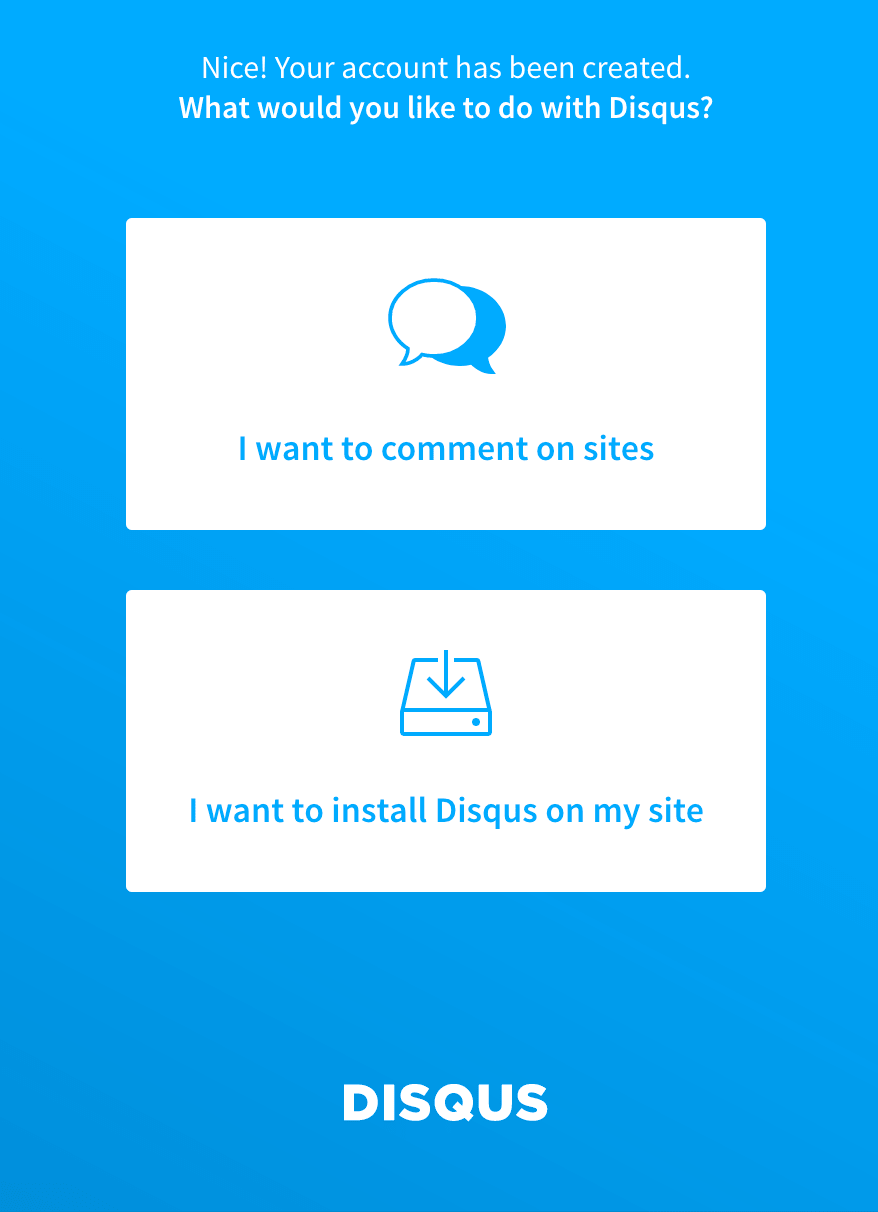 Nice! Your account has been created.
What would you like to do with Disqus?
I want to comment on sites
I want to install Disqus on my site
DISQUS